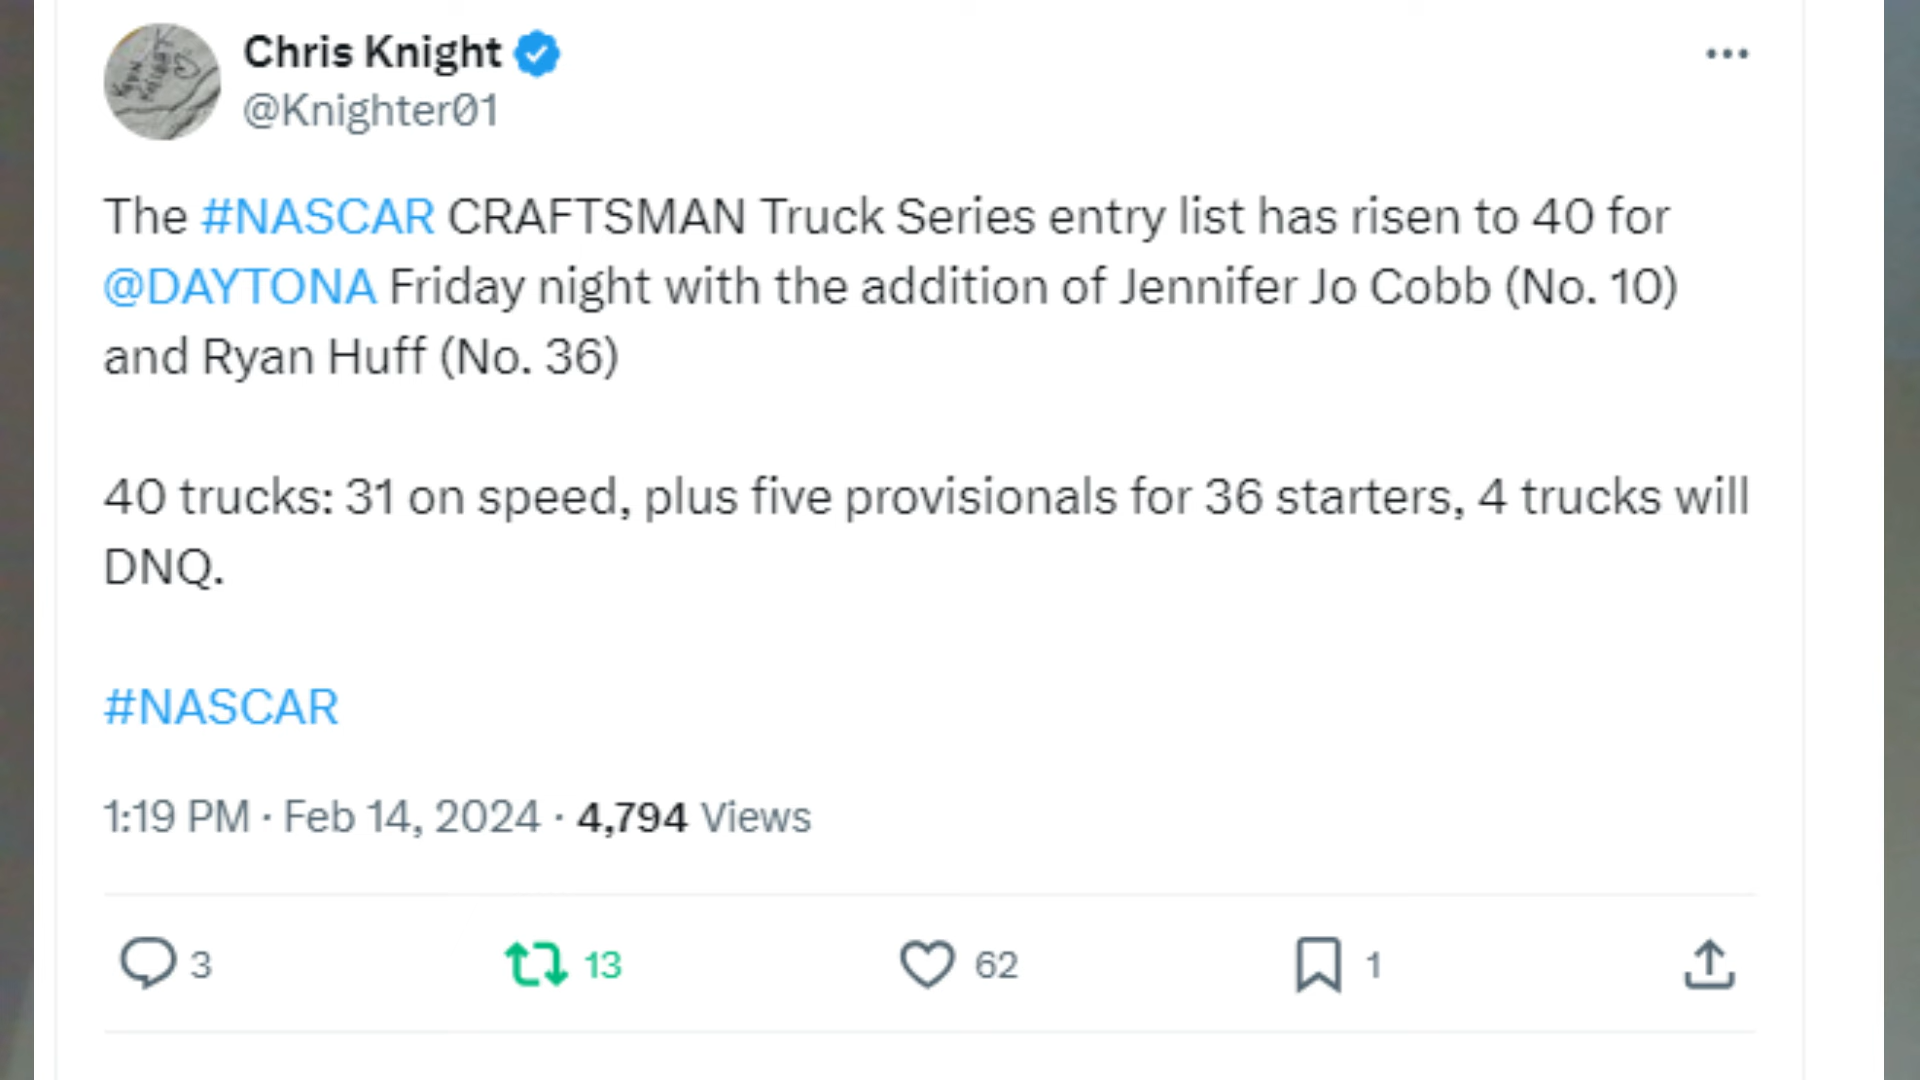 Chris Knight
@Knighter01
The #NASCAR CRAFTSMAN Truck Series entry list has risen to 40 for
@DAYTONA Friday night with the addition of Jennifer Jo Cobb (No. 10)
and Ryan Huff (No. 36)
40 trucks: 31 on speed, plus five provisionals for 36 starters, 4 trucks will
DNQ.
#NASCAR
1:19 PM · Feb 14, 2024 · 4,794 Views
3 13 62 1